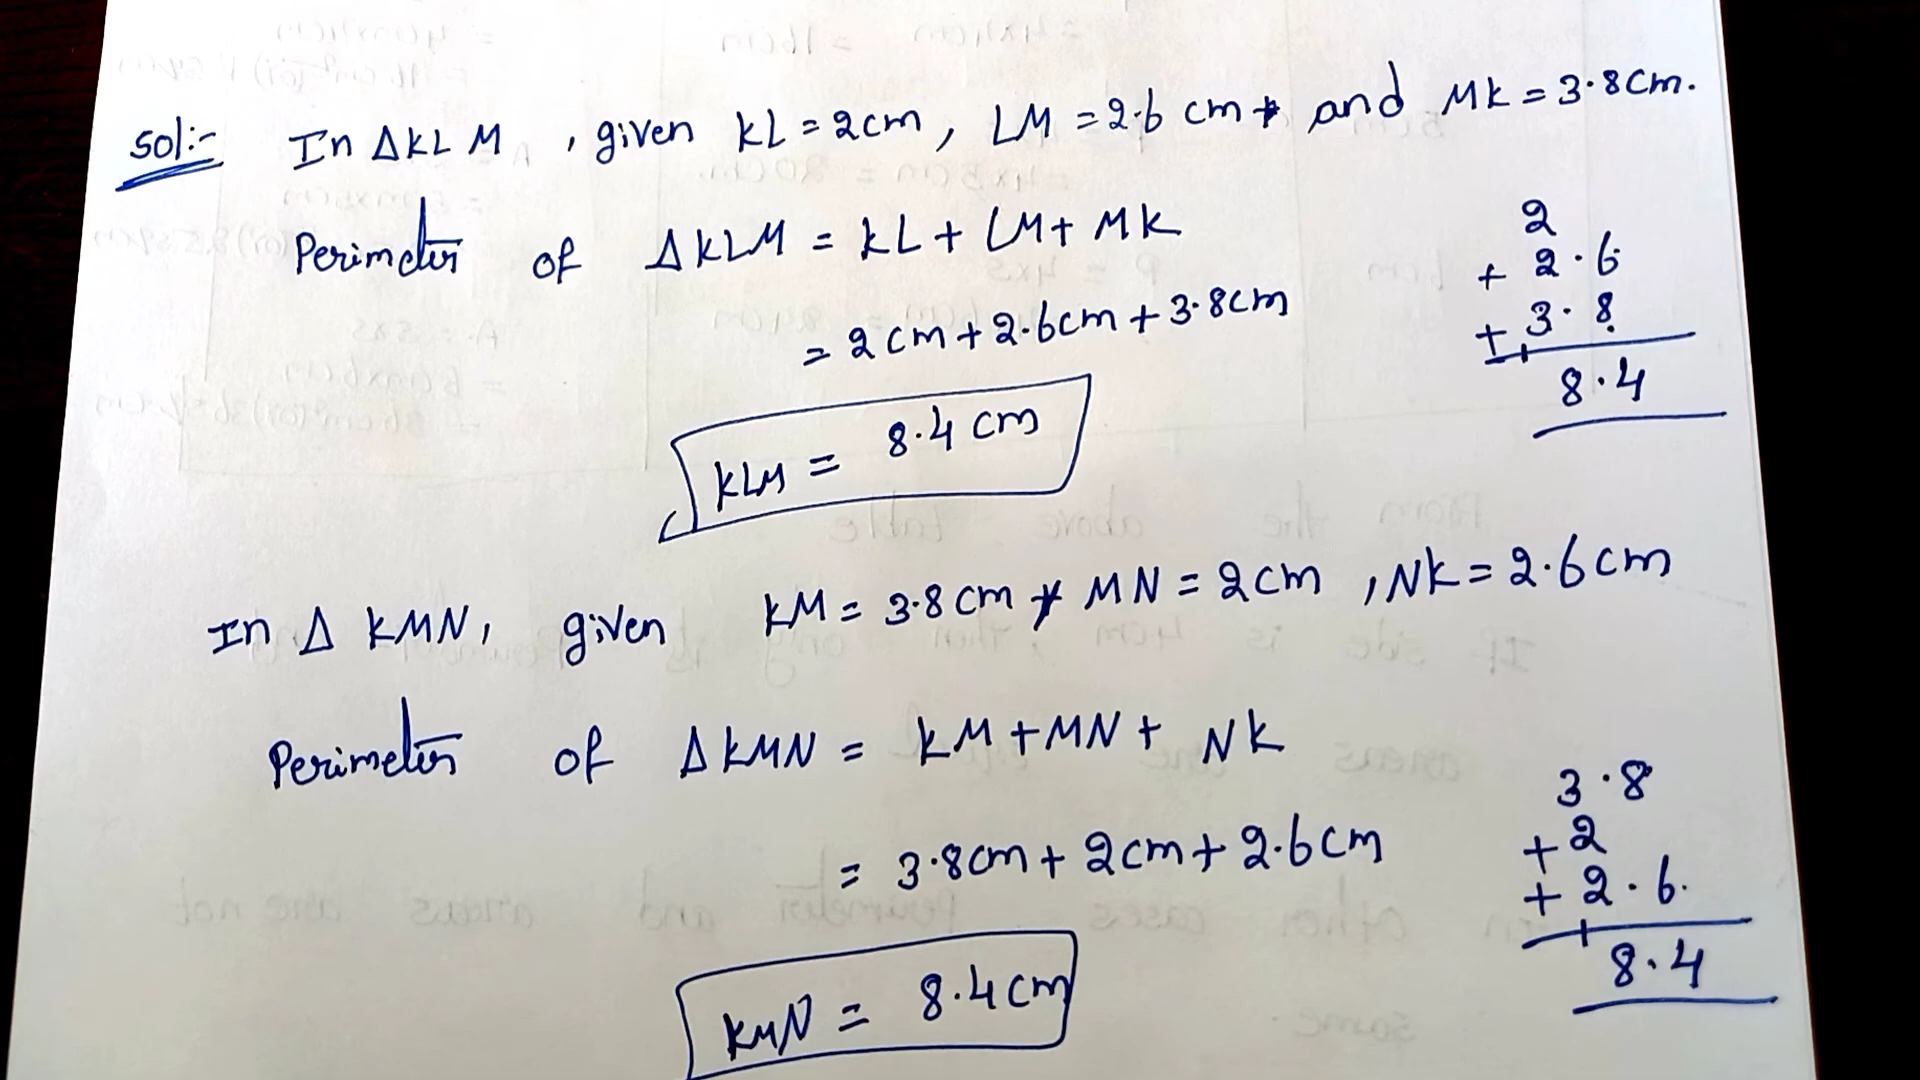 Sol:- In ΔKLM, given KL = 2cm, LM = 2.6 cm and MK = 3.8cm.
Perimeter of ΔKLM = KL + LM + MK
= 2cm + 2.6cm + 3.8cm
KLM = 8.4 cm
2
+ 2.6
+ 3.8
8.4
In Δ KMN, given KM = 3.8cm, MN = 2cm, NK = 2.6cm
Perimeter of ΔKMN = KM + MN + NK
= 3.8cm + 2cm + 2.6cm
KMN = 8.4cm
3.8
+ 2
+ 2.6
8.4